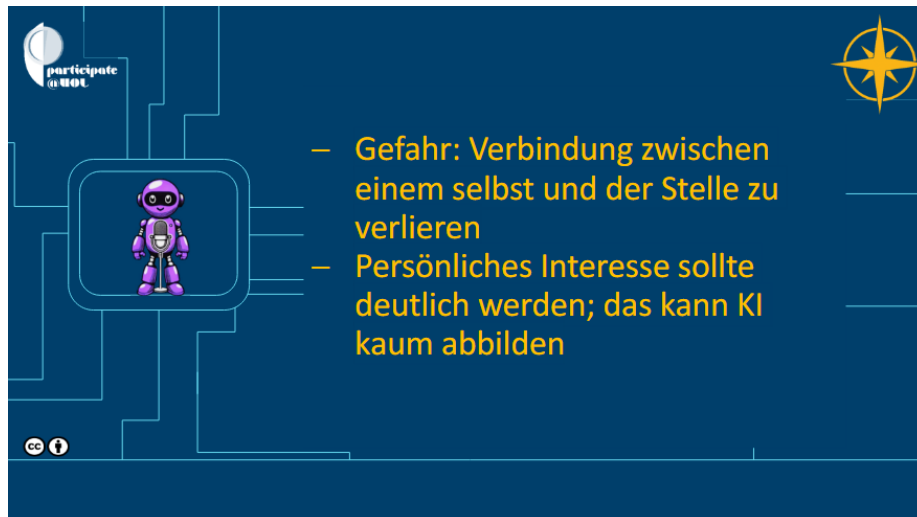 participate
@UOL
– Gefahr: Verbindung zwischen
einem selbst und der Stelle zu
verlieren
– Persönliches Interesse sollte
deutlich werden; das kann KI
kaum abbilden
cc